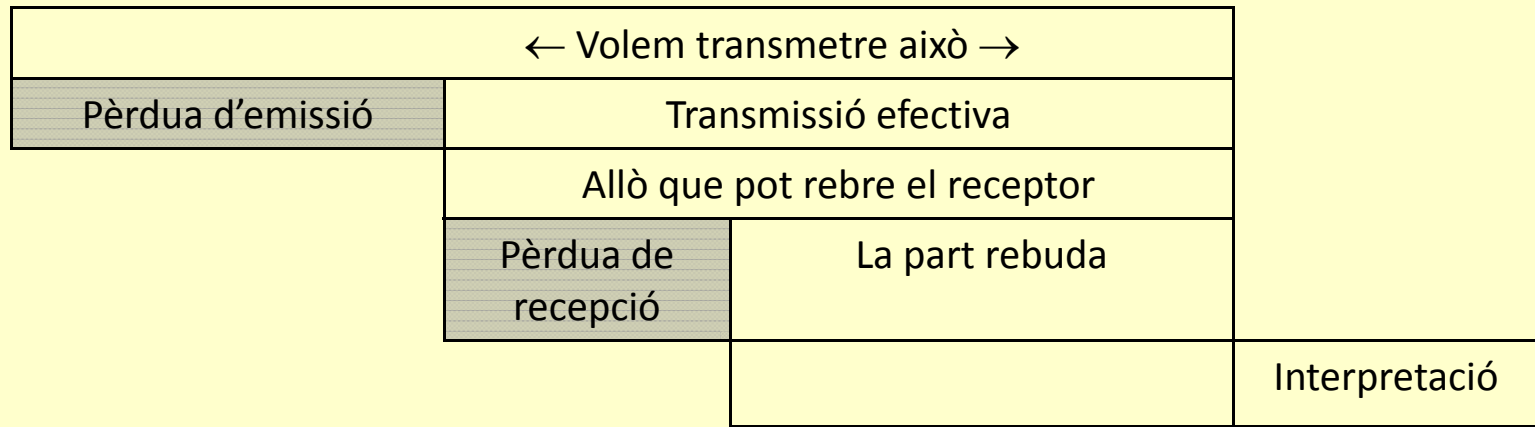 ← Volem transmetre això →
Pèrdua d’emissió
Transmissió efectiva
Allò que pot rebre el receptor
Pèrdua de
recepció
La part rebuda
Interpretació